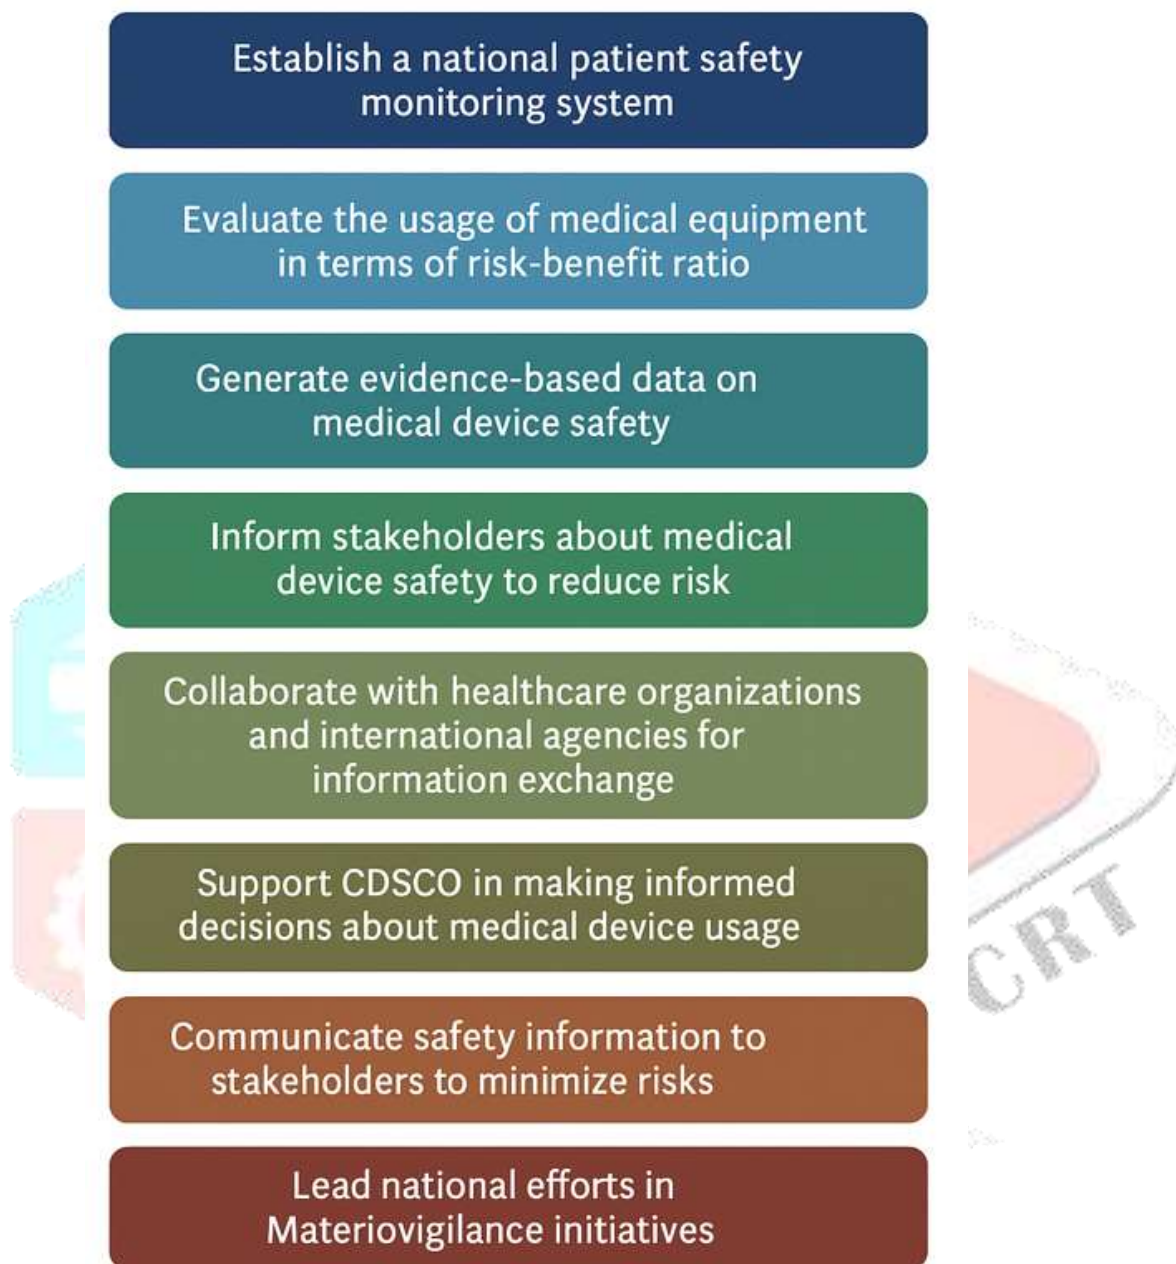 Establish a national patient safety
monitoring system
Evaluate the usage of medical equipment
in terms of risk-benefit ratio
Generate evidence-based data on
medical device safety
Inform stakeholders about medical
device safety to reduce risk
Collaborate with healthcare organizations
and international agencies for
information exchange
Support CDSCO in making informed
decisions about medical device usage
Communicate safety information to
stakeholders to minimize risks
Lead national efforts in
Materiovigilance initiatives
CRT